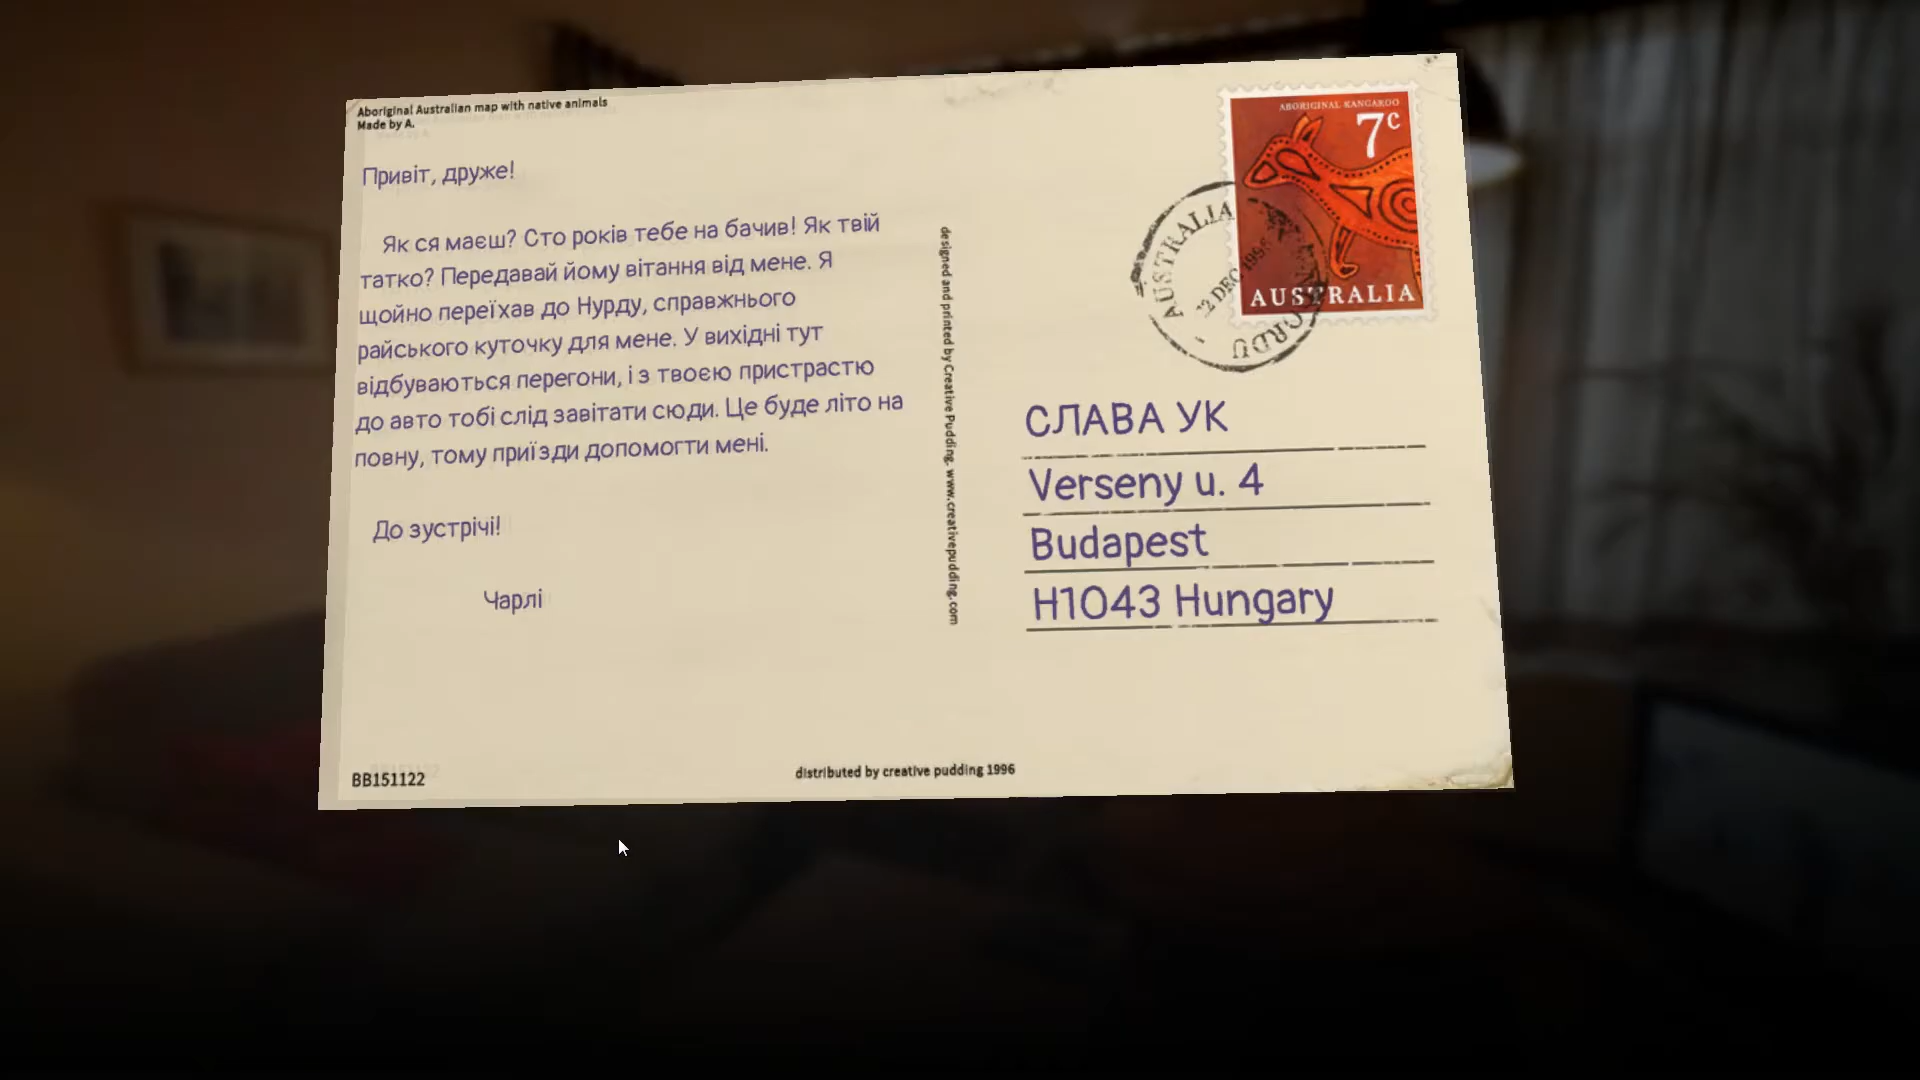 Aboriginal Australian map with native animals
Made by A.
Привіт, друже!
Як ся маєш? Сто років тебе на бачив! Як твій
татко? Передавай йому вітання від мене. Я
щойно переїхав до Нурду, справжнього
райського куточку для мене. У вихідні тут
відбуваються перегони, і з твоєю пристрастю
до авто тобі слід завітати сюди. Це буде літо на
повну, тому приїзди допомогти мені.
До зустрічі!
Чарлі
BB151122
distributed by creative pudding 1996
designed and printed by Creative Pudding. www.creativepudding.com
ABORIGINAL KANGAROO
7c
AUSTRALIA
AUSTRALIA
DEC 1996
СЛАВА УК
Verseny u. 4
Budapest
H1043 Hungary